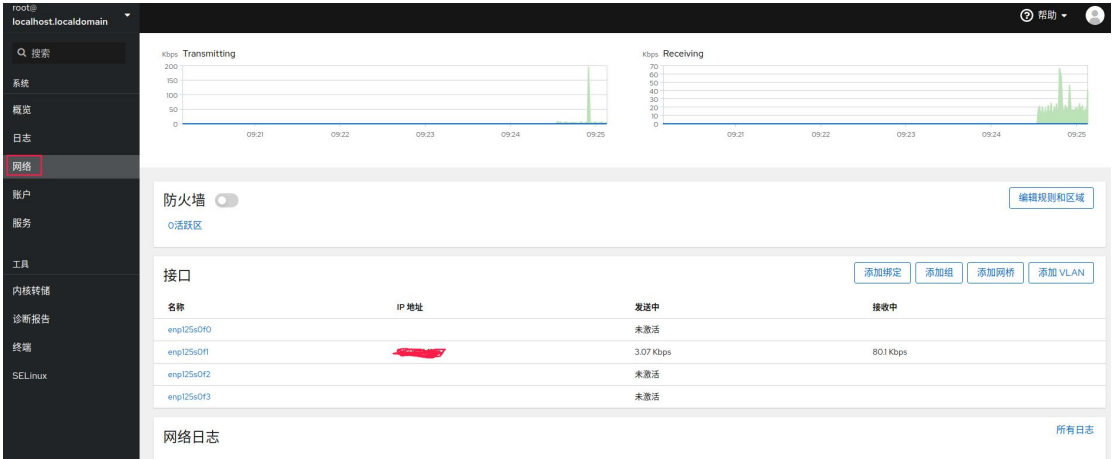 root@
localhost.localdomain
帮助
搜索
系统
概览
日志
网络
账户
服务
工具
内核转储
诊断报告
终端
SELinux
Kbps Transmitting
200
150
100
50
0
09:21 09:22 09:23 09:24 09:25
Kbps Receiving
70
60
50
40
30
20
10
0
09:21 09:22 09:23 09:24 09:25
防火墙
编辑规则和区域
0活跃区
接口
添加绑定 添加组 添加网桥 添加 VLAN
名称 IP 地址 发送中 接收中
enp125s0f0 未激活
enp125s0f1 3.07 Kbps 80.1 Kbps
enp125s0f2 未激活
enp125s0f3 未激活
网络日志
所有日志